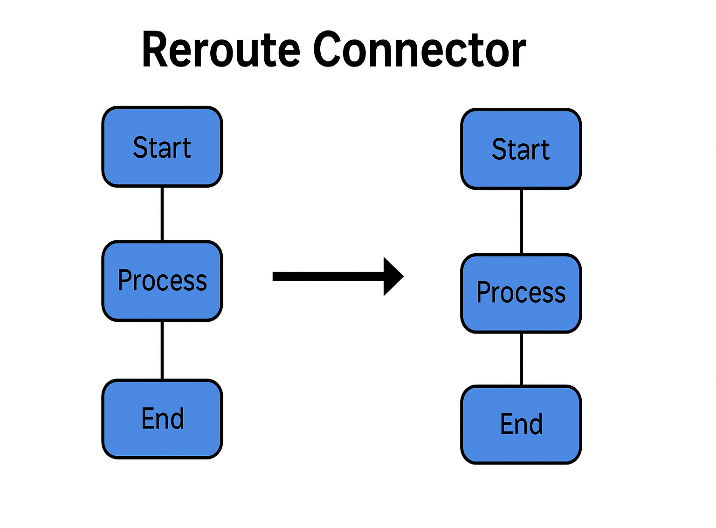 Reroute Connector
Start
Process
End
Start
Process
End